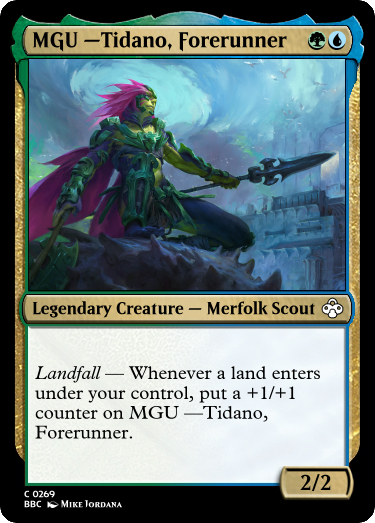 MGU —Tidano, Forerunner
Legendary Creature — Merfolk Scout
Landfall — Whenever a land enters
under your control, put a +1/+1
counter on MGU —Tidano,
Forerunner.
2/2
C 0269
BBC Mike Jordana